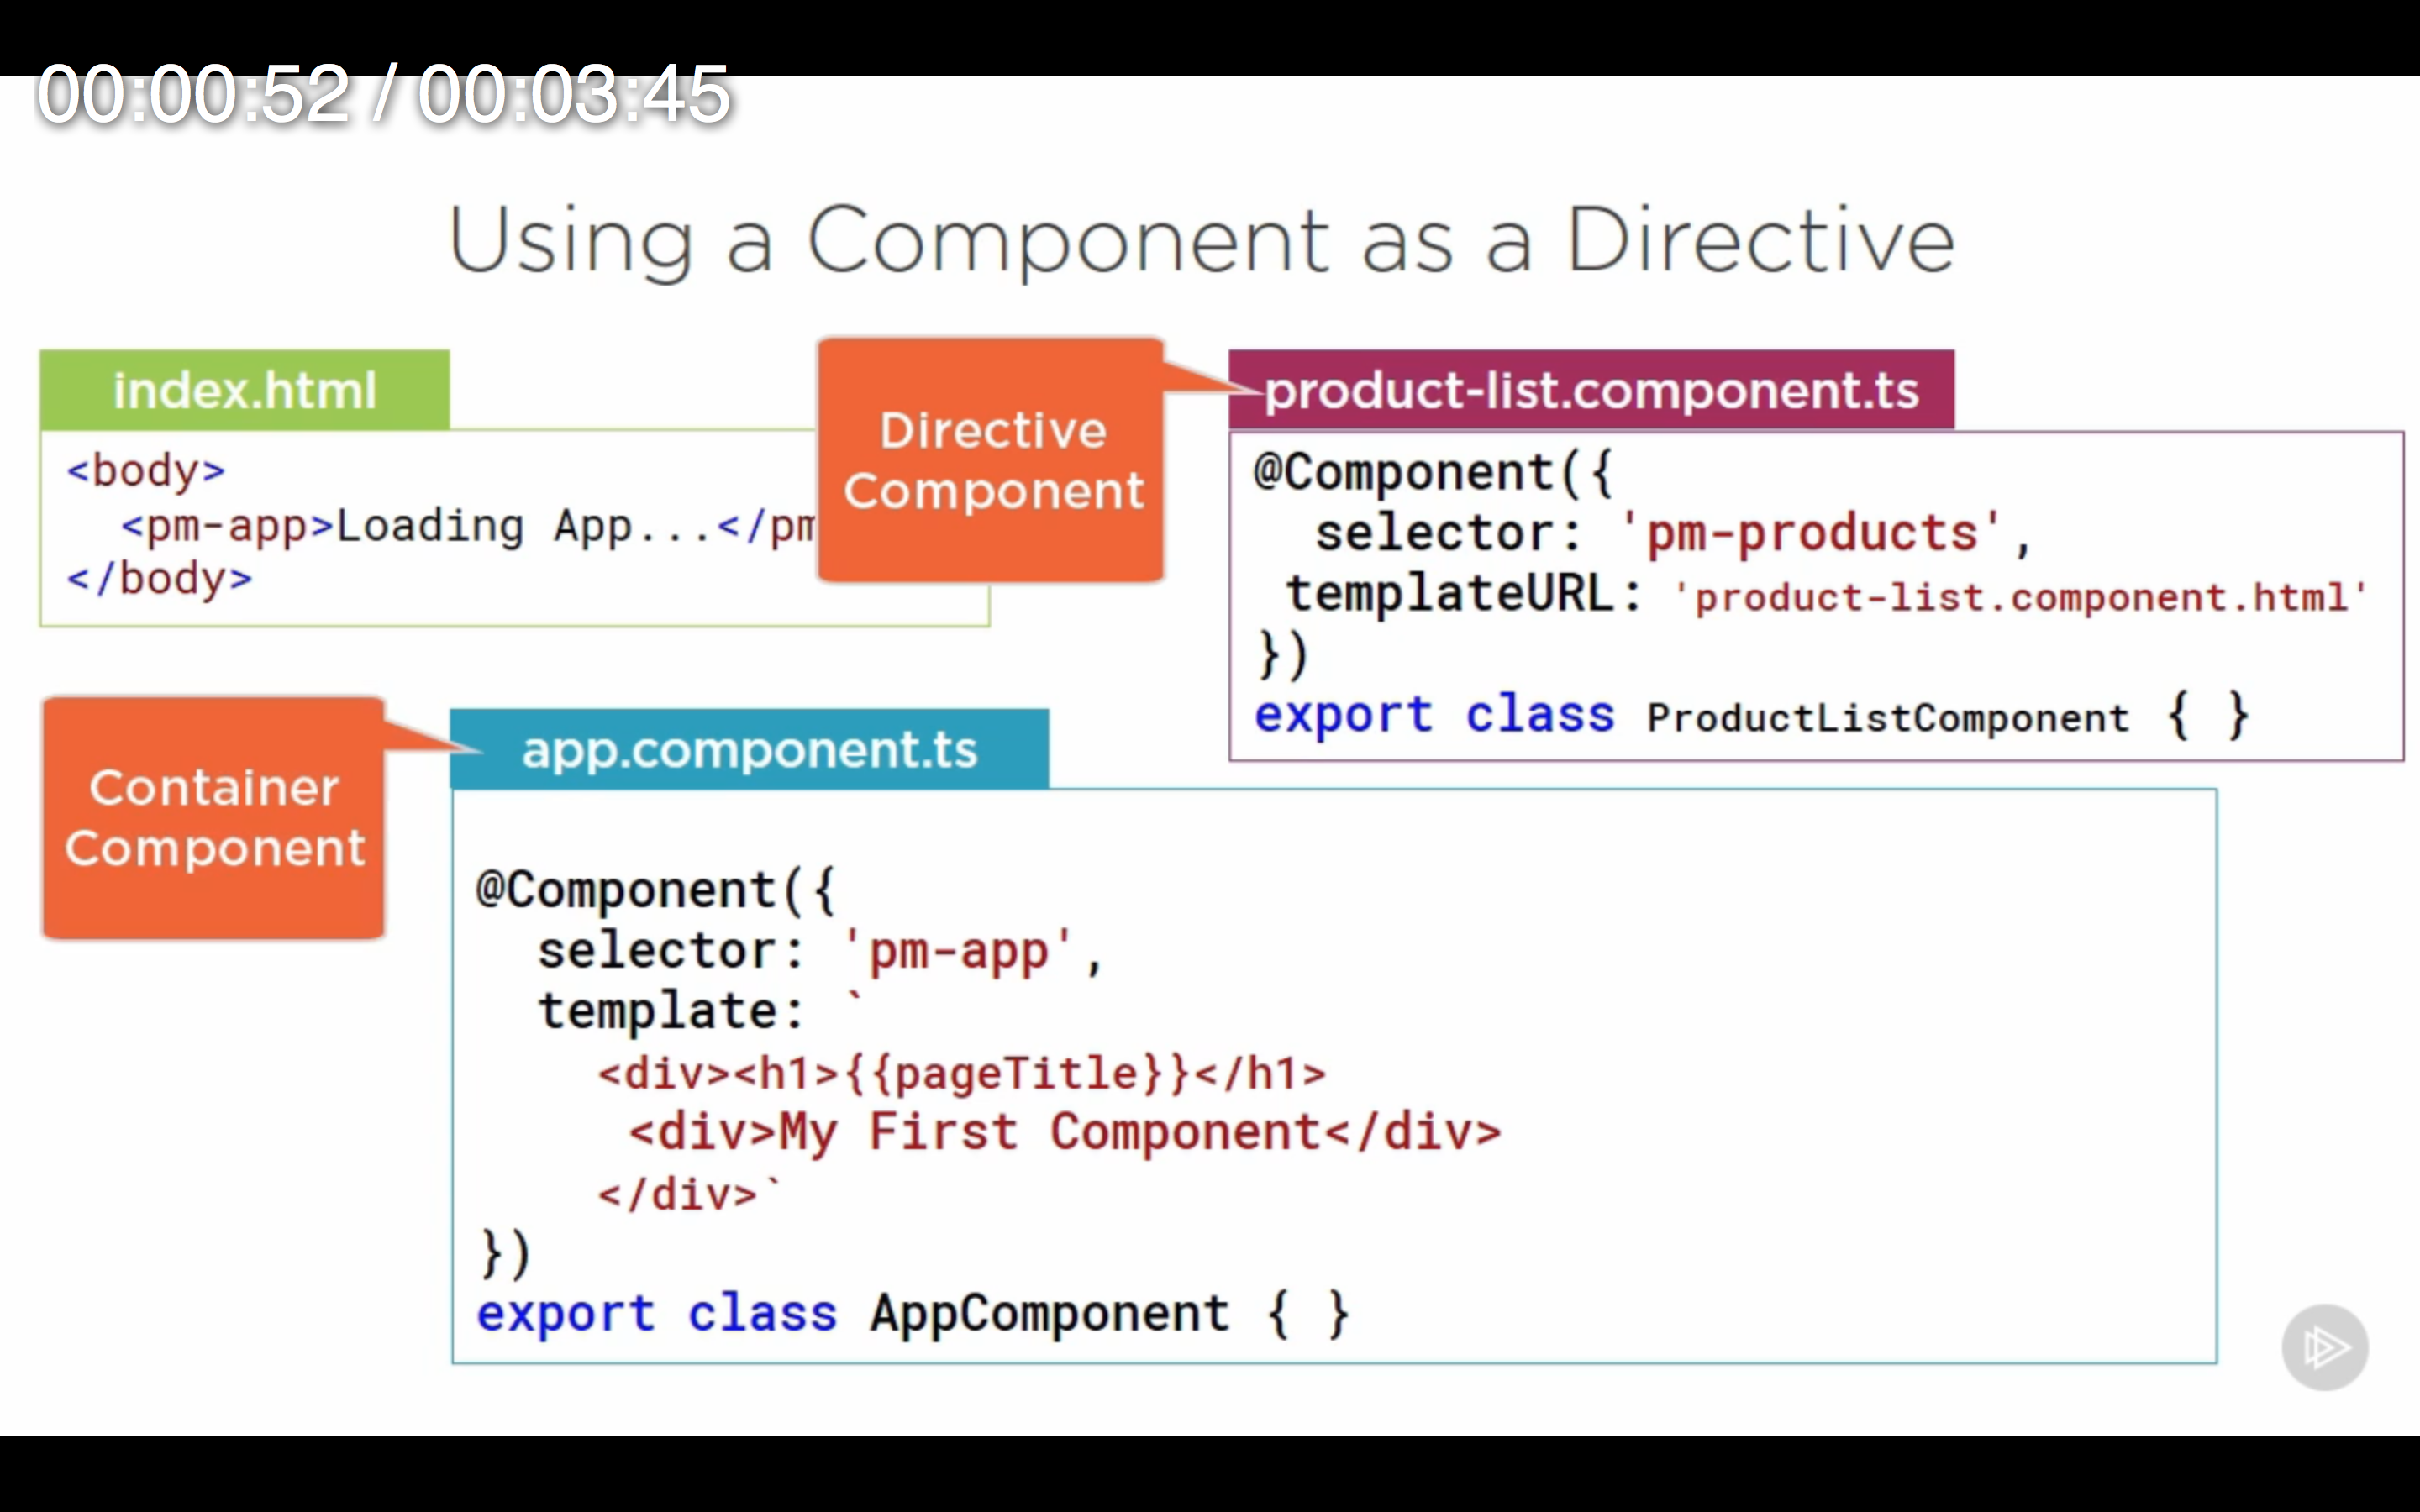 00:00:52 / 00:03:45
Using a Component as a Directive
index.html
<body>
<pm-app>Loading App...</pm
</body>
Directive
Component
product-list.component.ts
@Component({
selector: 'pm-products',
templateURL: 'product-list.component.html'
})
export class ProductListComponent { }
Container
Component
app.component.ts
@Component({
selector: 'pm-app',
template: `
<div><h1>{{pageTitle}}</h1>
<div>My First Component</div>
</div>`
})
export class AppComponent { }